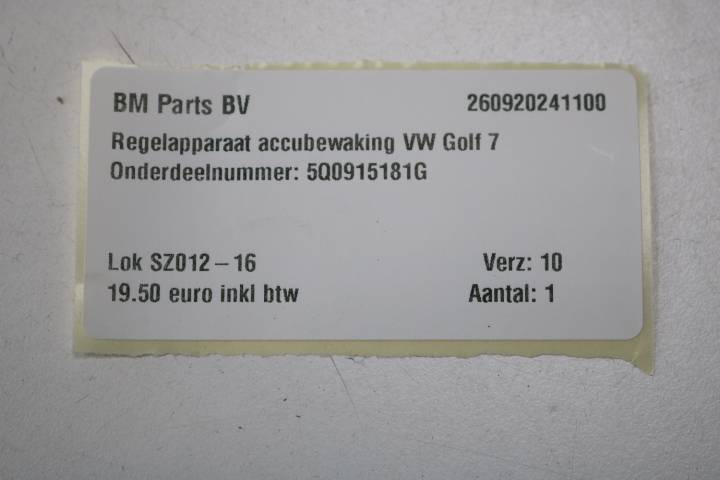 BM Parts BV 260920241100
Regelapparaat accubewaking VW Golf 7
Onderdeelnummer: 5Q0915181G
Lok SZ012-16 Verz: 10
19.50 euro inkl btw Aantal: 1